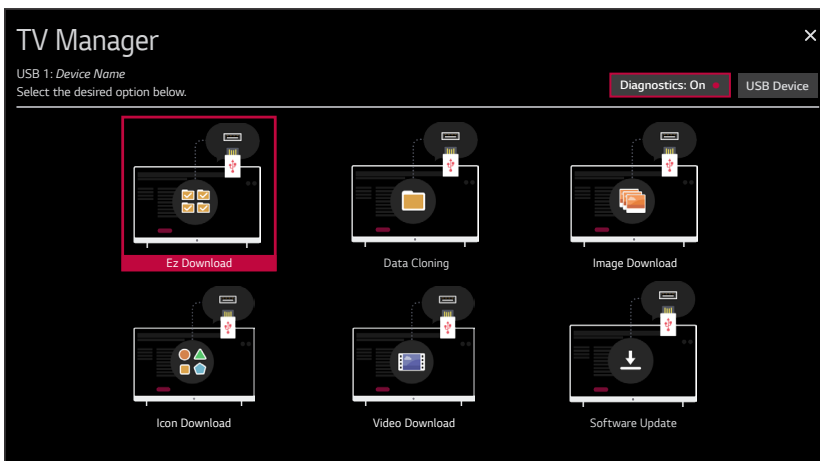 TV Manager
USB 1: Device Name
Select the desired option below.
Diagnostics: On
USB Device
Ez Download
Data Cloning
Image Download
Icon Download
Video Download
Software Update